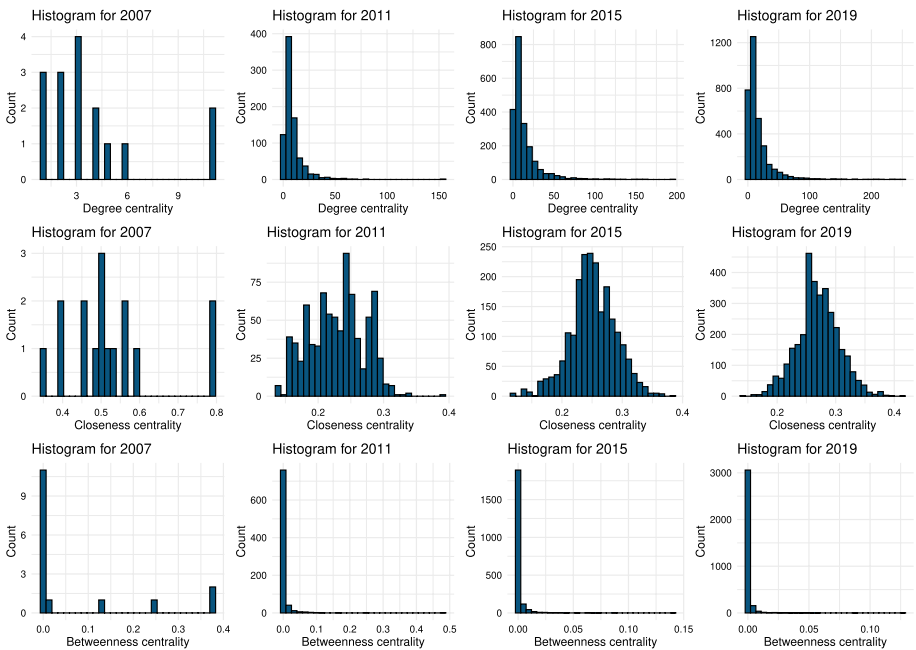 Histogram for 2007 Histogram for 2011 Histogram for 2015 Histogram for 2019
4 400 800 1200
3 300 600 800
2 200 400 400
1 100 200 0
0 0 0
Count Count Count Count
3 6 9 0 50 100 150 0 50 100 150 200 0 100 200
Degree centrality Degree centrality Degree centrality Degree centrality
Histogram for 2007 Histogram for 2011 Histogram for 2015 Histogram for 2019
3 75 250 400
2 50 200 300
1 25 150 200
0 0 100 100
50 0
0
Count Count Count Count
0.4 0.5 0.6 0.7 0.8 0.2 0.3 0.4 0.2 0.3 0.4 0.2 0.3 0.4
Closeness centrality Closeness centrality Closeness centrality Closeness centrality
Histogram for 2007 Histogram for 2011 Histogram for 2015 Histogram for 2019
9 600 1500 3000
6 400 1000 2000
3 200 500 1000
0 0 0 0
Count Count Count Count
0.0 0.1 0.2 0.3 0.4 0.0 0.1 0.2 0.3 0.4 0.5 0.00 0.05 0.10 0.15 0.00 0.05 0.10
Betweenness centrality Betweenness centrality Betweenness centrality Betweenness centrality